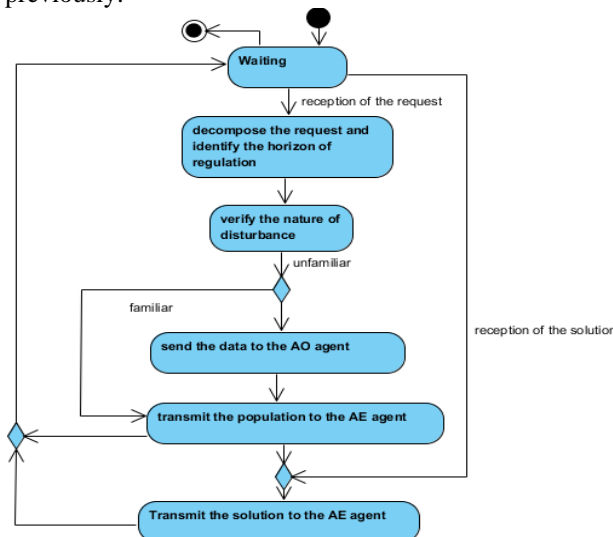 previously.
Waiting
reception of the request
decompose the request and
identify the horizon of
regulation
verify the nature of
disturbance
unfamiliar
familiar
reception of the solution
send the data to the AO agent
transmit the population to the AE agent
Transmit the solution to the AE agent